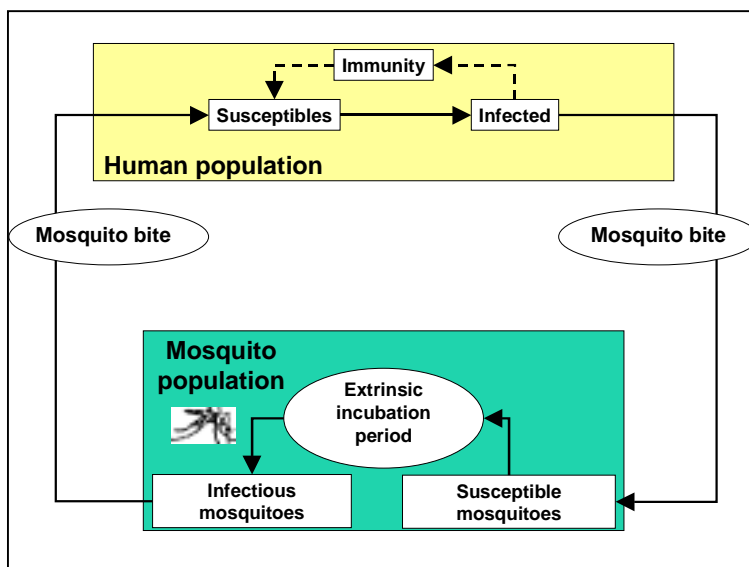 Immunity
Susceptibles
Infected
Human population
Mosquito bite
Mosquito bite
Mosquito
population
Extrinsic
incubation
period
Infectious
mosquitoes
Susceptible
mosquitoes